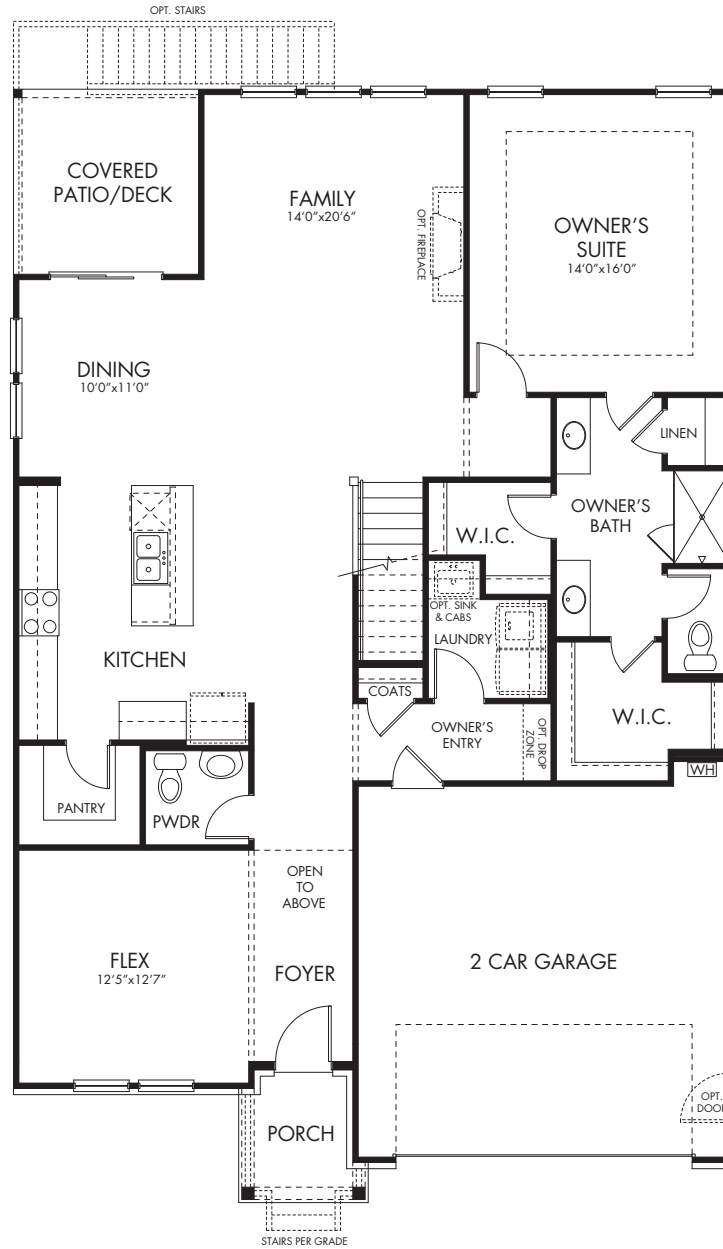 OPT. STAIRS
COVERED
PATIO/DECK
FAMILY
14'0"x20'6"
OPT. FIREPLACE
OWNER'S
SUITE
14'0"x16'0"
DINING
10'0"x11'0"
LINEN
OWNER'S
BATH
W.I.C.
OPT. SINK
& CABS
LAUNDRY
KITCHEN
COATS
OWNER'S
ENTRY
OPT. DROP
ZONE
W.I.C.
WH
PANTRY
PWDR
OPEN
TO
ABOVE
FLEX
12'5"x12'7"
FOYER
2 CAR GARAGE
OPT.
DOOR
PORCH
STAIRS PER GRADE